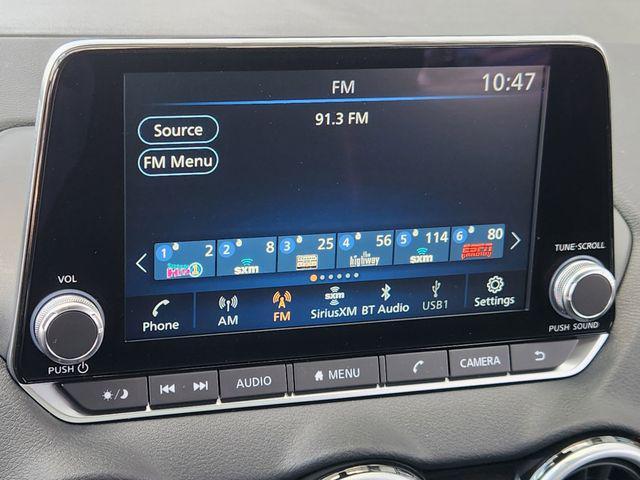 FM
10:47
91.3 FM
Source
FM Menu
1 2
2 8
sxm
3 25
4 56
the highway
5 114
sxm
6 80
ESPN
Phone
AM
FM
sxm
SiriusXM
BT Audio
USB1
Settings
VOL
PUSH
TUNE·SCROLL
PUSH SOUND
AUDIO
MENU
CAMERA